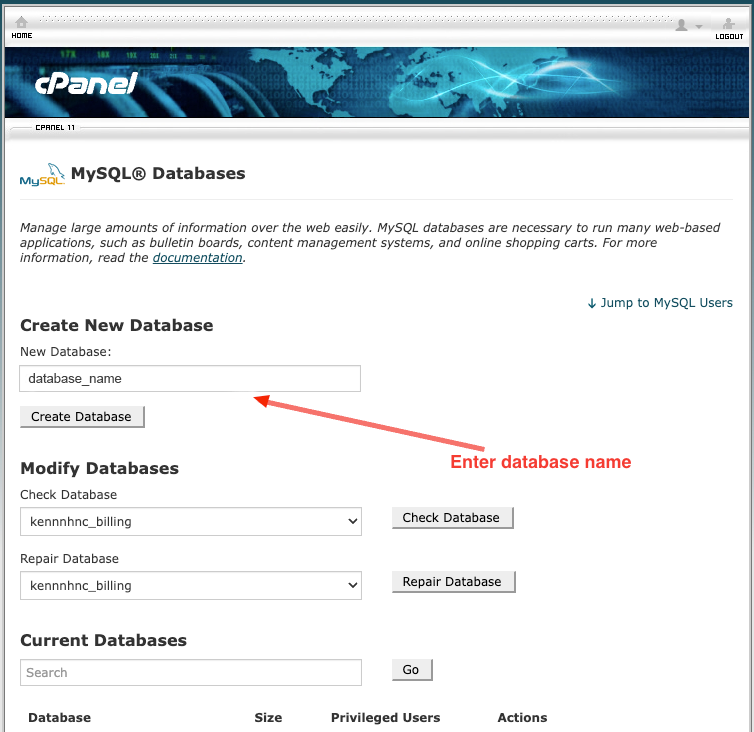 HOME
LOGOUT
cPanel
CPANEL 11
MySQL MySQL® Databases
Manage large amounts of information over the web easily. MySQL databases are necessary to run many web-based
applications, such as bulletin boards, content management systems, and online shopping carts. For more
information, read the documentation.
↓ Jump to MySQL Users
Create New Database
New Database:
database_name
Create Database
Enter database name
Modify Databases
Check Database
kennnhnc_billing Check Database
Repair Database
kennnhnc_billing Repair Database
Current Databases
Search Go
Database Size Privileged Users Actions